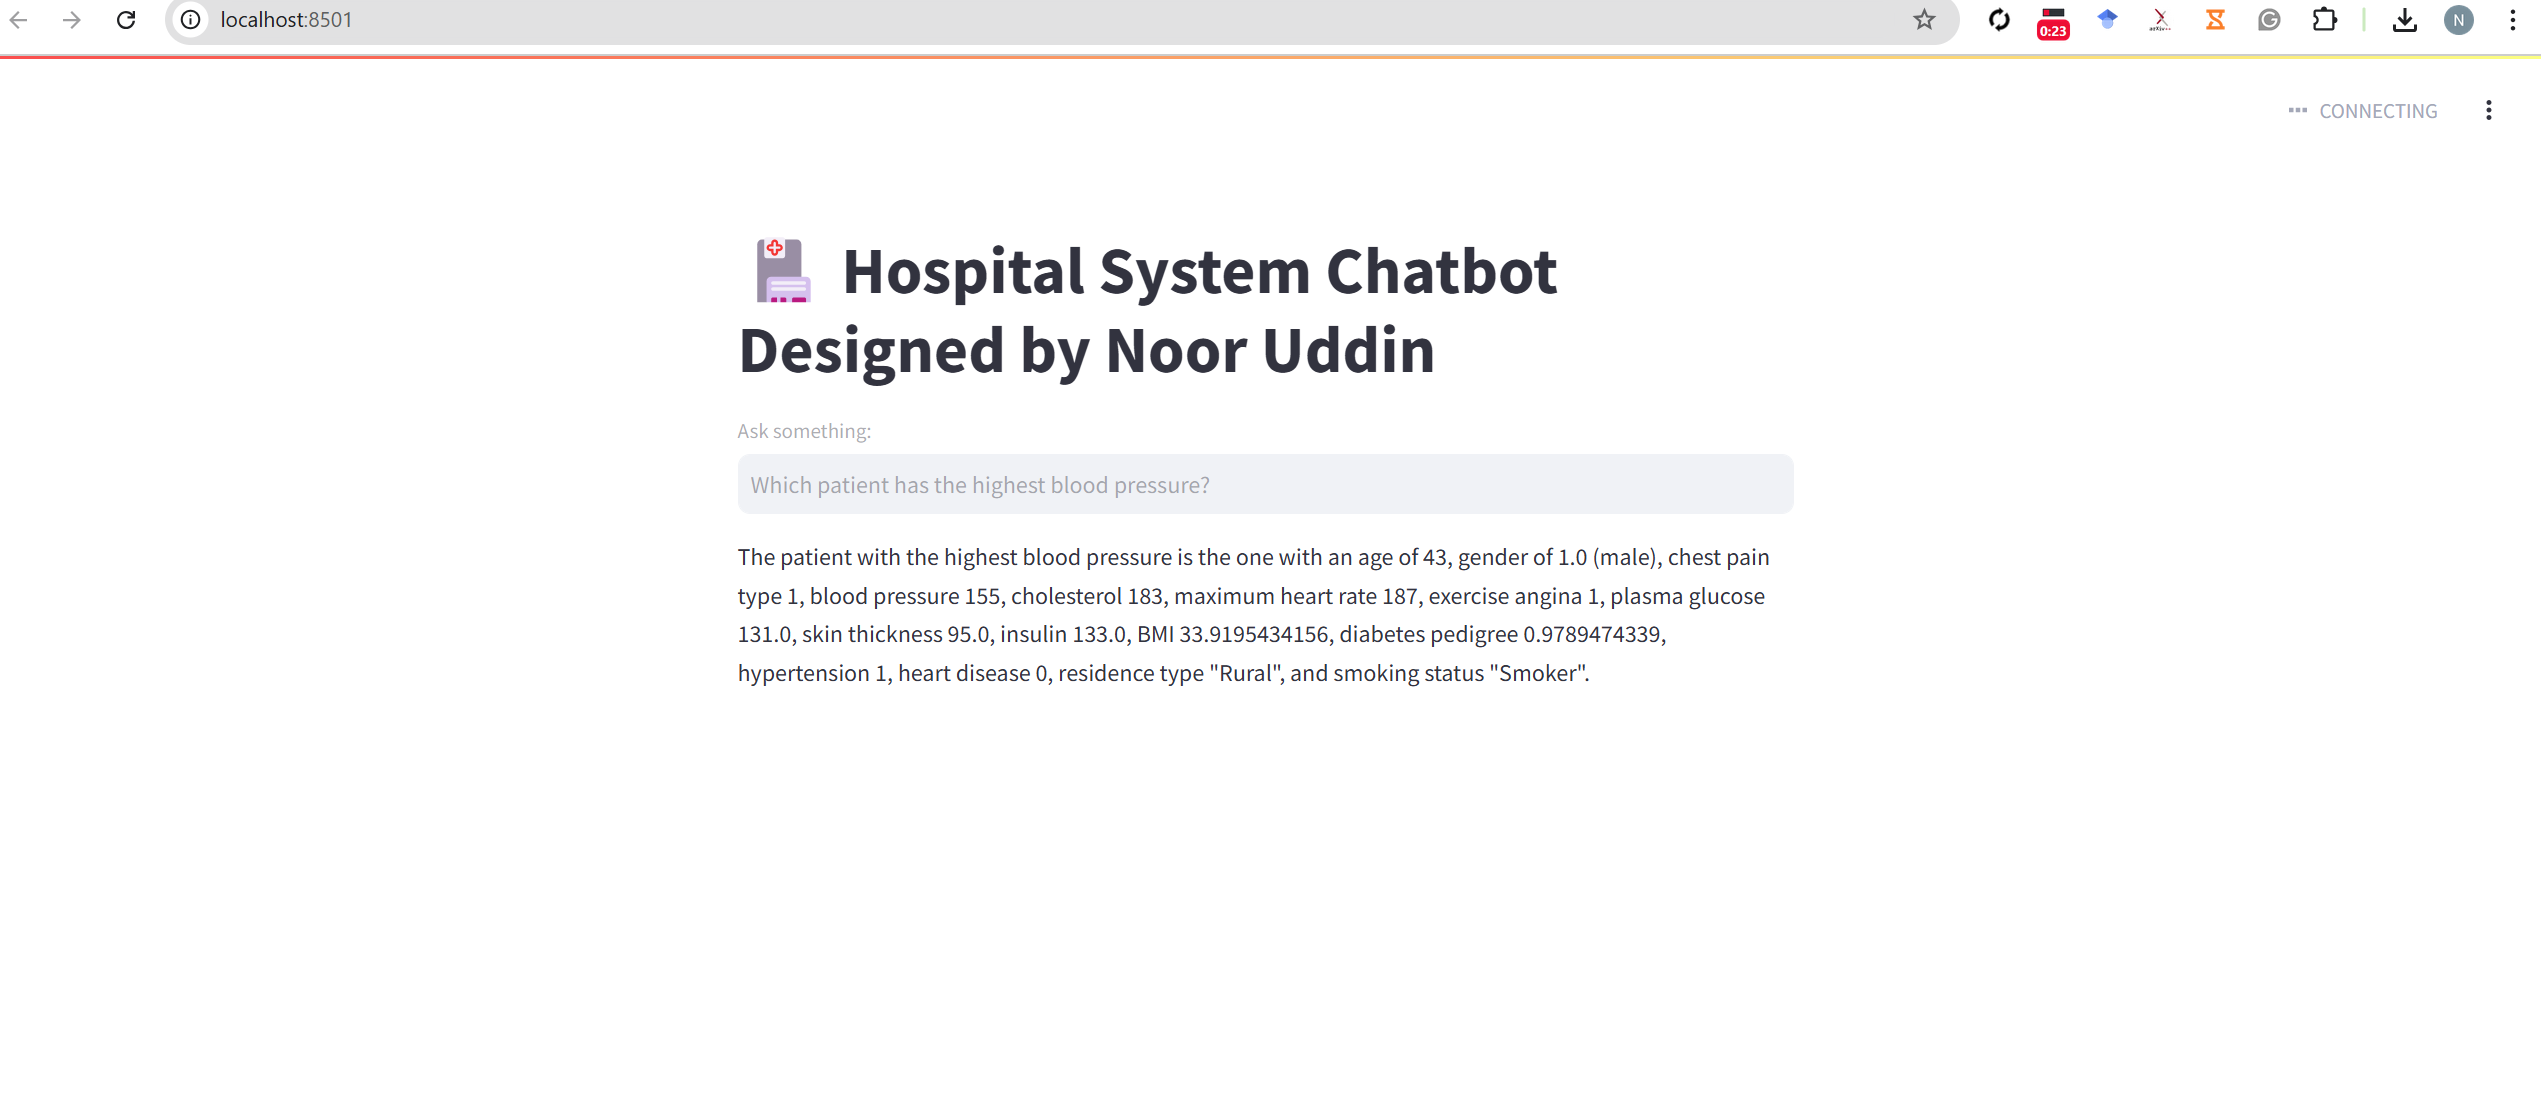 localhost:8501
0:23
N
CONNECTING
Hospital System Chatbot
Designed by Noor Uddin
Ask something:
Which patient has the highest blood pressure?
The patient with the highest blood pressure is the one with an age of 43, gender of 1.0 (male), chest pain
type 1, blood pressure 155, cholesterol 183, maximum heart rate 187, exercise angina 1, plasma glucose
131.0, skin thickness 95.0, insulin 133.0, BMI 33.9195434156, diabetes pedigree 0.9789474339,
hypertension 1, heart disease 0, residence type "Rural", and smoking status "Smoker".